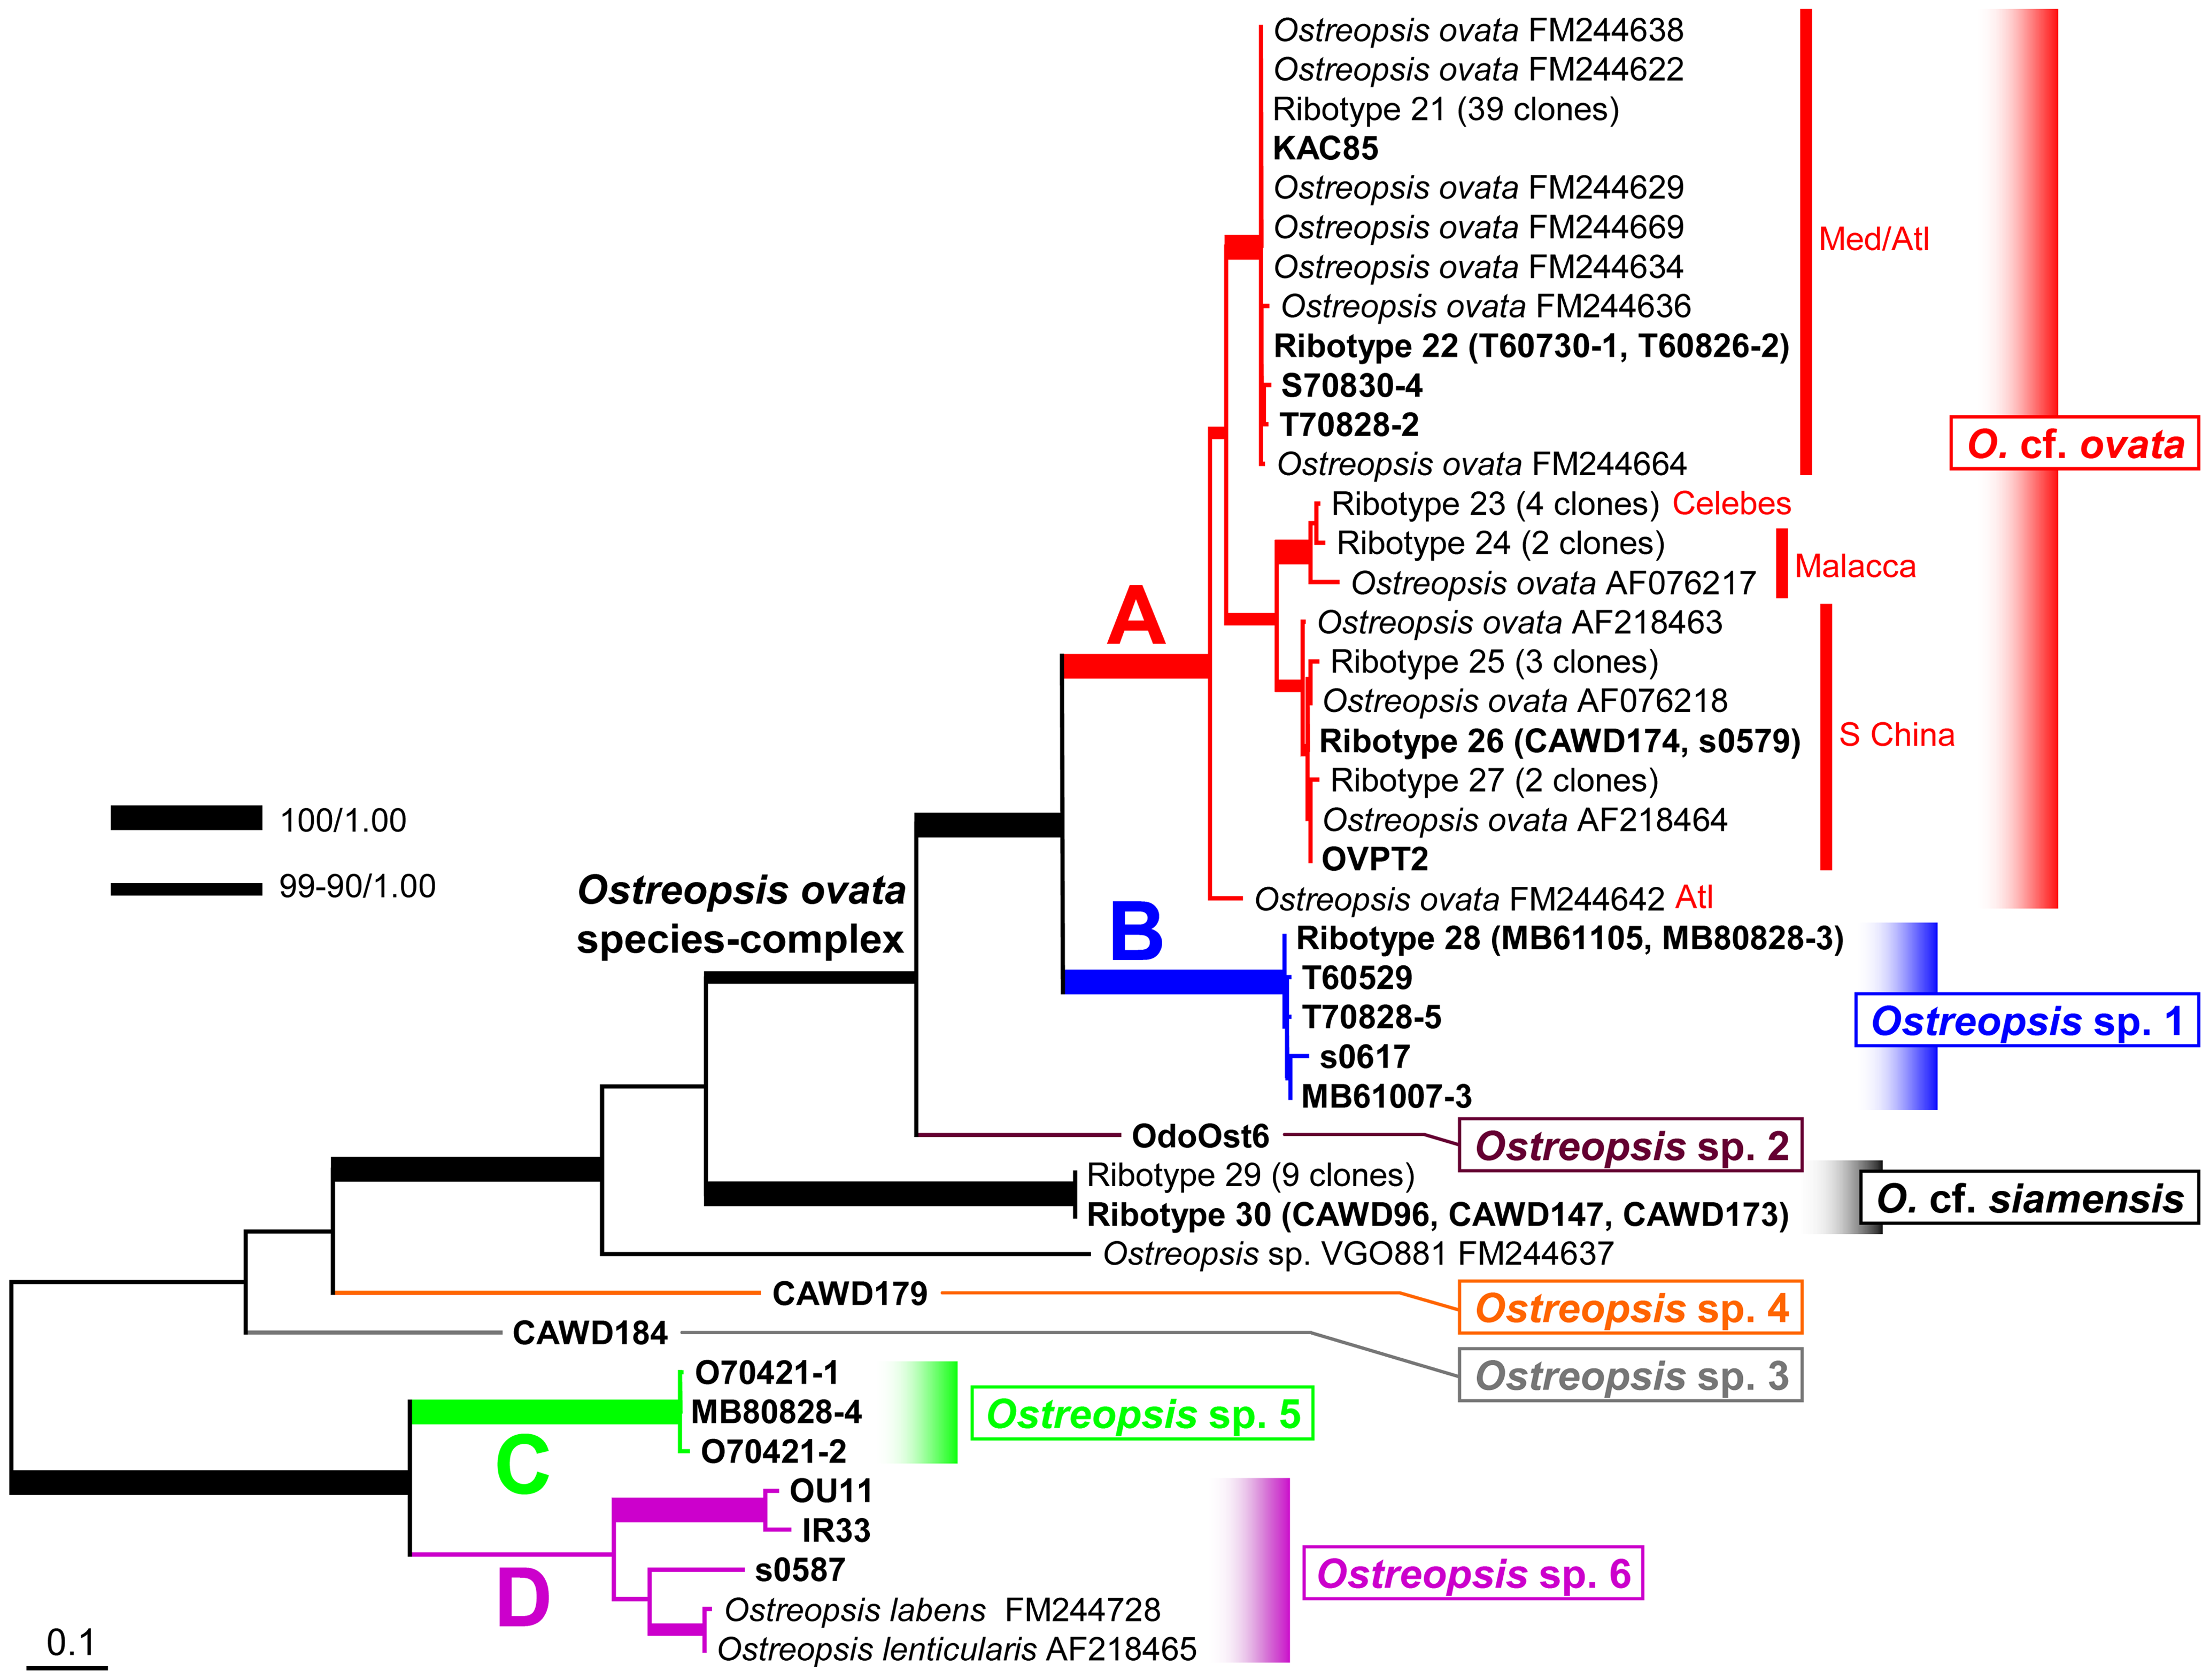 Ostreopsis ovata FM244638
Ostreopsis ovata FM244622
Ribotype 21 (39 clones)
KAC85
Ostreopsis ovata FM244629
Ostreopsis ovata FM244669
Med/Atl
Ostreopsis ovata FM244634
Ostreopsis ovata FM244636
Ribotype 22 (T60730-1, T60826-2)
S70830-4
T70828-2
O. cf. ovata
Ostreopsis ovata FM244664
Ribotype 23 (4 clones) Celebes
Ribotype 24 (2 clones)
Malacca
Ostreopsis ovata AF076217
A
Ostreopsis ovata AF218463
Ribotype 25 (3 clones)
Ostreopsis ovata AF076218
Ribotype 26 (CAWD174, s0579)
S China
Ribotype 27 (2 clones)
Ostreopsis ovata AF218464
OVPT2
100/1.00
99-90/1.00
Ostreopsis ovata
species-complex
Ostreopsis ovata FM244642 Atl
B
Ribotype 28 (MB61105, MB80828-3)
T60529
T70828-5
Ostreopsis sp. 1
s0617
MB61007-3
OdoOst6
Ostreopsis sp. 2
Ribotype 29 (9 clones)
Ribotype 30 (CAWD96, CAWD147, CAWD173)
O. cf. siamensis
Ostreopsis sp. VGO881 FM244637
CAWD179
Ostreopsis sp. 4
CAWD184
Ostreopsis sp. 3
O70421-1
MB80828-4
Ostreopsis sp. 5
O70421-2
C
OU11
IR33
s0587
Ostreopsis sp. 6
D
Ostreopsis labens FM244728
Ostreopsis lenticularis AF218465
0.1